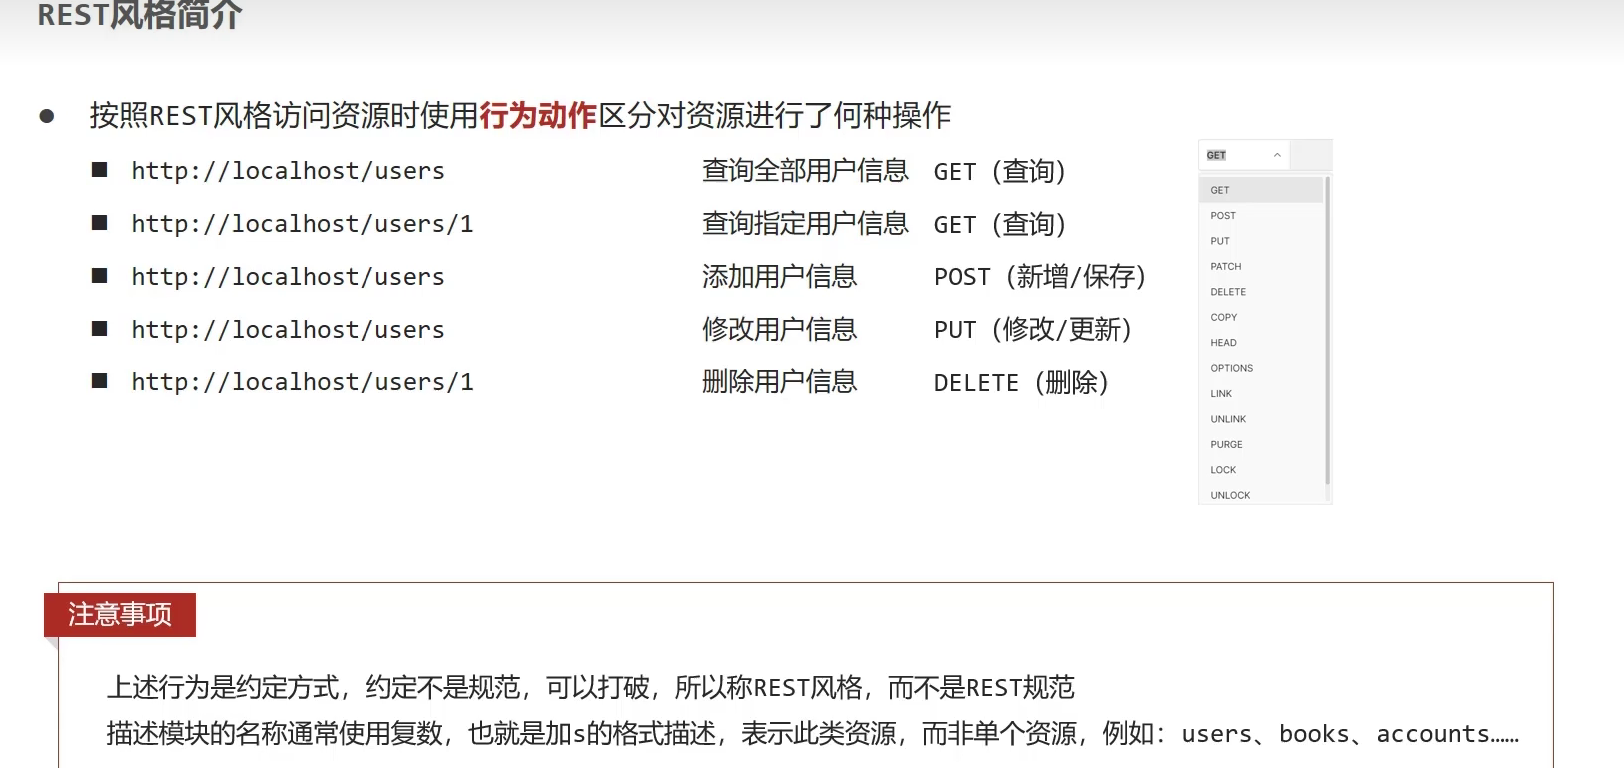 REST风格简介
● 按照REST风格访问资源时使用行为动作区分对资源进行了何种操作
■ http://localhost/users 查询全部用户信息 GET（查询）
■ http://localhost/users/1 查询指定用户信息 GET（查询）
■ http://localhost/users 添加用户信息 POST（新增/保存）
■ http://localhost/users 修改用户信息 PUT（修改/更新）
■ http://localhost/users/1 删除用户信息 DELETE（删除）
GET
GET
POST
PUT
PATCH
DELETE
COPY
HEAD
OPTIONS
LINK
UNLINK
PURGE
LOCK
UNLOCK
注意事项
上述行为是约定方式，约定不是规范，可以打破，所以称REST风格，而不是REST规范
描述模块的名称通常使用复数，也就是加s的格式描述，表示此类资源，而非单个资源，例如：users、books、accounts……